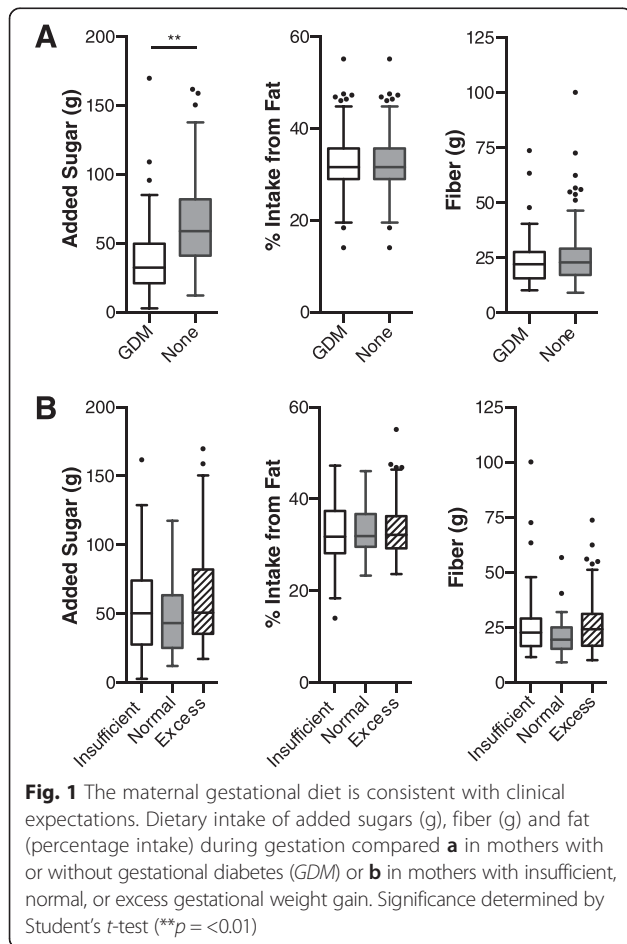 A
**
200
150
100
50
0
Added Sugar (g)
GDM
None
60
40
20
0
% Intake from Fat
GDM
None
125
100
75
50
25
0
Fiber (g)
GDM
None
B
200
150
100
50
0
Added Sugar (g)
Insufficient
Normal
Excess
60
40
20
0
% Intake from Fat
Insufficient
Normal
Excess
125
100
75
50
25
0
Fiber (g)
Insufficient
Normal
Excess
Fig. 1 The maternal gestational diet is consistent with clinical
expectations. Dietary intake of added sugars (g), fiber (g) and fat
(percentage intake) during gestation compared a in mothers with
or without gestational diabetes (GDM) or b in mothers with insufficient,
normal, or excess gestational weight gain. Significance determined by
Student's t-test (**p = <0.01)